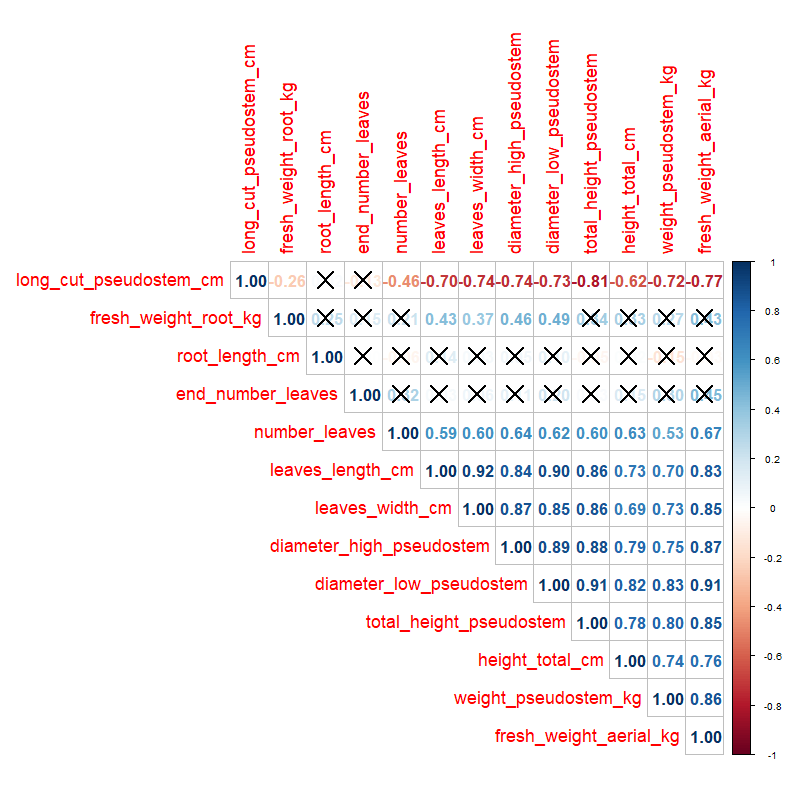 long_cut_pseudostem_cm
fresh_weight_root_kg
root_length_cm
end_number_leaves
number_leaves
leaves_length_cm
leaves_width_cm
diameter_high_pseudostem
diameter_low_pseudostem
total_height_pseudostem
height_total_cm
weight_pseudostem_kg
fresh_weight_aerial_kg
long_cut_pseudostem_cm 1.00 -0.26 -0.46 -0.70 -0.74 -0.74 -0.73 -0.81 -0.62 -0.72 -0.77
fresh_weight_root_kg 1.00 0.43 0.37 0.46 0.49
root_length_cm 1.00
end_number_leaves 1.00
number_leaves 1.00 0.59 0.60 0.64 0.62 0.60 0.63 0.53 0.67
leaves_length_cm 1.00 0.92 0.84 0.90 0.86 0.73 0.70 0.83
leaves_width_cm 1.00 0.87 0.85 0.86 0.69 0.73 0.85
diameter_high_pseudostem 1.00 0.89 0.88 0.79 0.75 0.87
diameter_low_pseudostem 1.00 0.91 0.82 0.83 0.91
total_height_pseudostem 1.00 0.78 0.80 0.85
height_total_cm 1.00 0.74 0.76
weight_pseudostem_kg 1.00 0.86
fresh_weight_aerial_kg 1.00
1
0.8
0.6
0.4
0.2
0
-0.2
-0.4
-0.6
-0.8
-1